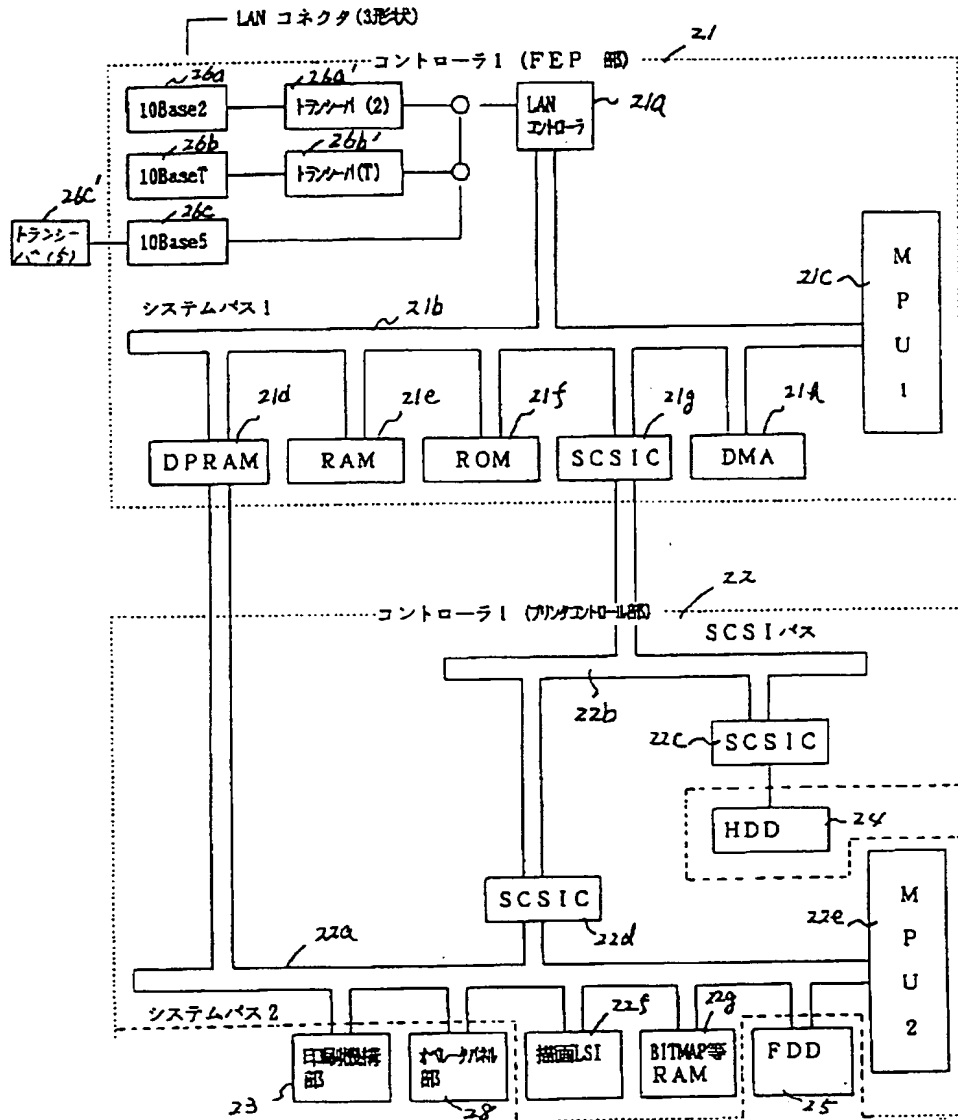 LAN コネクタ(3形状)
21
コントローラ1 (FEP 部)
26a
26a'
10Base2
トランシーバ (2)
LAN
コントローラ
21a
26b
26b'
10BaseT
トランシーバ(T)
26c'
26c
トランシー
バ (5)
10Base5
21c
M
P
U
1
システムバス1
21b
21d
21e
21f
21g
21h
DPRAM
RAM
ROM
SCSIC
DMA
22
コントローラ1 (プリンタコントロール部)
SCSIバス
22b
22c
SCSIC
HDD
24
SCSIC
22d
22e
M
P
U
2
22a
システムバス2
22f
22g
印刷機構
部
オペレータパネル
部
描画LSI
BITMAP等
RAM
FDD
23
28
25